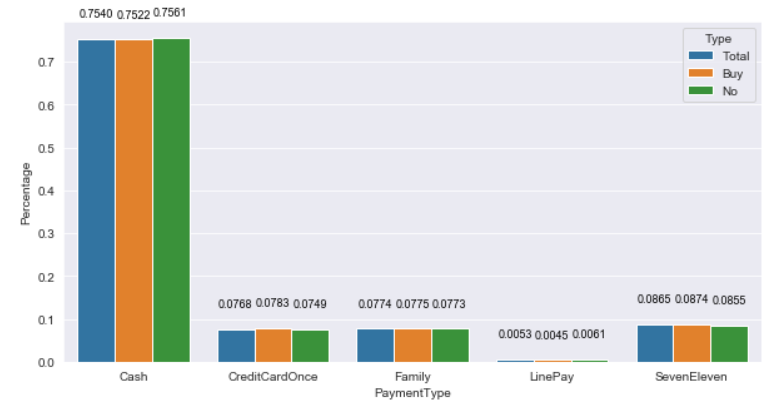 0.7540 0.7522 0.7561
Type
Total
Buy
No
0.7
0.6
0.5
0.4
0.3
0.2
0.1
0.0
Percentage
0.0768 0.0783 0.0749
0.0774 0.0775 0.0773
0.0053 0.0045 0.0061
0.0865 0.0874 0.0855
Cash CreditCardOnce Family LinePay SevenEleven
PaymentType